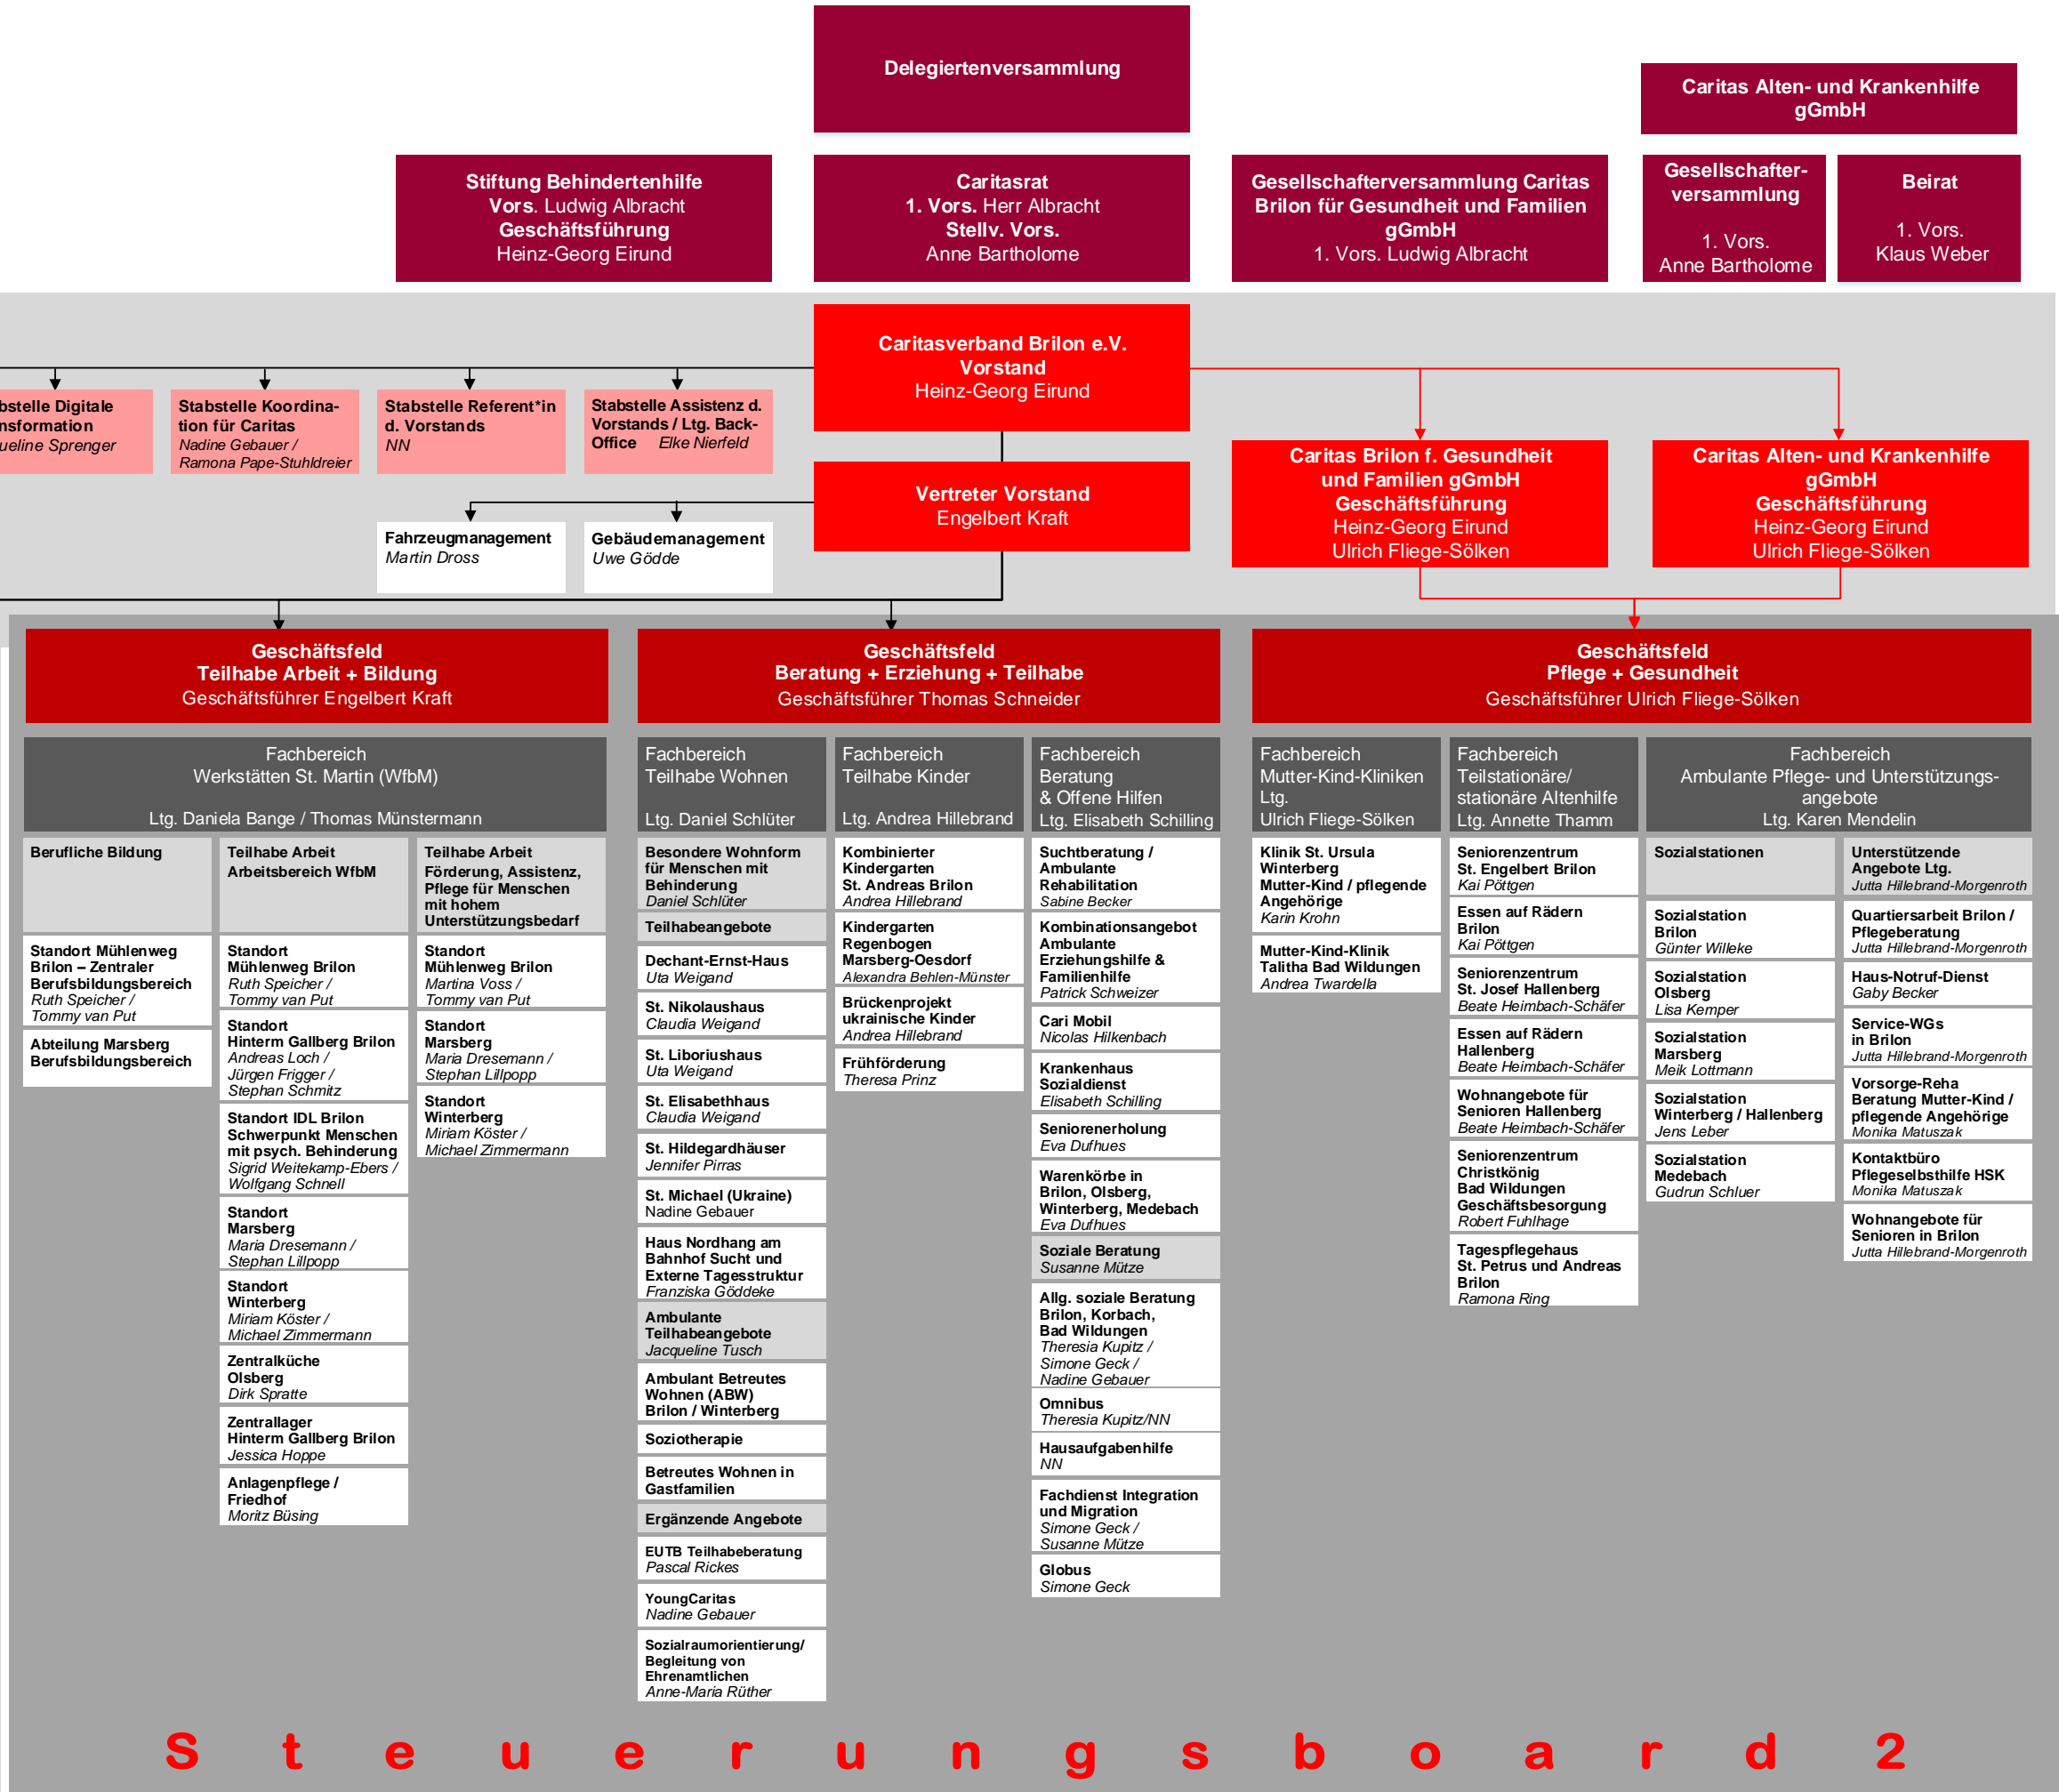 Delegiertenversammlung
Caritas Alten- und Krankenhilfe
gGmbH
Stiftung Behindertenhilfe
Vors. Ludwig Albracht
Geschäftsführung
Heinz-Georg Eirund
Caritasrat
1. Vors. Herr Albracht
Stellv. Vors.
Anne Bartholome
Gesellschafterversammlung Caritas
Brilon für Gesundheit und Familien
gGmbH
1. Vors. Ludwig Albracht
Gesellschafter-
versammlung
1. Vors.
Anne Bartholome
Beirat
1. Vors.
Klaus Weber
Caritasverband Brilon e.V.
Vorstand
Heinz-Georg Eirund
bstelle Digitale
nsformation
ueline Sprenger
Stabstelle Koordina-
tion für Caritas
Nadine Gebauer /
Ramona Pape-Stuhldreier
Stabstelle Referent*in
d. Vorstands
NN
Stabstelle Assistenz d.
Vorstands / Ltg. Back-
Office Elke Nierfeld
Vertreter Vorstand
Engelbert Kraft
Caritas Brilon f. Gesundheit
und Familien gGmbH
Geschäftsführung
Heinz-Georg Eirund
Ulrich Fliege-Sölken
Caritas Alten- und Krankenhilfe
gGmbH
Geschäftsführung
Heinz-Georg Eirund
Ulrich Fliege-Sölken
Fahrzeugmanagement
Martin Dross
Gebäudemanagement
Uwe Gödde
Geschäftsfeld
Teilhabe Arbeit + Bildung
Geschäftsführer Engelbert Kraft
Geschäftsfeld
Beratung + Erziehung + Teilhabe
Geschäftsführer Thomas Schneider
Geschäftsfeld
Pflege + Gesundheit
Geschäftsführer Ulrich Fliege-Sölken
Fachbereich
Werkstätten St. Martin (WfbM)
Ltg. Daniela Bange / Thomas Münstermann
Fachbereich
Teilhabe Wohnen
Ltg. Daniel Schlüter
Fachbereich
Teilhabe Kinder
Ltg. Andrea Hillebrand
Fachbereich
Beratung
& Offene Hilfen
Ltg. Elisabeth Schilling
Fachbereich
Mutter-Kind-Kliniken
Ltg.
Ulrich Fliege-Sölken
Fachbereich
Teilstationäre/
stationäre Altenhilfe
Ltg. Annette Thamm
Fachbereich
Ambulante Pflege- und Unterstützungs-
angebote
Ltg. Karen Mendelin
Berufliche Bildung
Standort Mühlenweg
Brilon – Zentraler
Berufsbildungsbereich
Ruth Speicher /
Tommy van Put
Abteilung Marsberg
Berufsbildungsbereich
Teilhabe Arbeit
Arbeitsbereich WfbM
Standort
Mühlenweg Brilon
Ruth Speicher /
Tommy van Put
Standort
Hinterm Gallberg Brilon
Andreas Loch /
Jürgen Frigger /
Stephan Schmitz
Standort IDL Brilon
Schwerpunkt Menschen
mit psych. Behinderung
Sigrid Weitekamp-Ebers /
Wolfgang Schnell
Standort
Marsberg
Maria Dresemann /
Stephan Lillpopp
Standort
Winterberg
Miriam Köster /
Michael Zimmermann
Zentralküche
Olsberg
Dirk Spratte
Zentrallager
Hinterm Gallberg Brilon
Jessica Hoppe
Anlagenpflege /
Friedhof
Moritz Büsing
Teilhabe Arbeit
Förderung, Assistenz,
Pflege für Menschen
mit hohem
Unterstützungsbedarf
Standort
Mühlenweg Brilon
Martina Voss /
Tommy van Put
Standort
Marsberg
Maria Dresemann /
Stephan Lillpopp
Standort
Winterberg
Miriam Köster /
Michael Zimmermann
Besondere Wohnform
für Menschen mit
Behinderung
Daniel Schlüter
Teilhabeangebote
Dechant-Ernst-Haus
Uta Weigand
St. Nikolaushaus
Claudia Weigand
St. Liboriushaus
Uta Weigand
St. Elisabethhaus
Claudia Weigand
St. Hildegardhäuser
Jennifer Pirras
St. Michael (Ukraine)
Nadine Gebauer
Haus Nordhang am
Bahnhof Sucht und
Externe Tagesstruktur
Franziska Göddeke
Ambulante
Teilhabeangebote
Jacqueline Tusch
Ambulant Betreutes
Wohnen (ABW)
Brilon / Winterberg
Soziotherapie
Betreutes Wohnen in
Gastfamilien
Ergänzende Angebote
EUTB Teilhabeberatung
Pascal Rickes
YoungCaritas
Nadine Gebauer
Sozialraumorientierung/
Begleitung von
Ehrenamtlichen
Anne-Maria Rüther
Kombinierter
Kindergarten
St. Andreas Brilon
Andrea Hillebrand
Kindergarten
Regenbogen
Marsberg-Oesdorf
Alexandra Behlen-Münster
Brückenprojekt
ukrainische Kinder
Andrea Hillebrand
Frühförderung
Theresa Prinz
Suchtberatung /
Ambulante
Rehabilitation
Sabine Becker
Kombinationsangebot
Ambulante
Erziehungshilfe &
Familienhilfe
Patrick Schweizer
Cari Mobil
Nicolas Hilkenbach
Krankenhaus
Sozialdienst
Elisabeth Schilling
Seniorenerholung
Eva Dufhues
Warenkörbe in
Brilon, Olsberg,
Winterberg, Medebach
Eva Dufhues
Soziale Beratung
Susanne Mütze
Allg. soziale Beratung
Brilon, Korbach,
Bad Wildungen
Theresia Kupitz /
Simone Geck /
Nadine Gebauer
Omnibus
Theresia Kupitz/NN
Hausaufgabenhilfe
NN
Fachdienst Integration
und Migration
Simone Geck /
Susanne Mütze
Globus
Simone Geck
Klinik St. Ursula
Winterberg
Mutter-Kind / pflegende
Angehörige
Karin Krohn
Mutter-Kind-Klinik
Talitha Bad Wildungen
Andrea Twardella
Seniorenzentrum
St. Engelbert Brilon
Kai Pöttgen
Essen auf Rädern
Brilon
Kai Pöttgen
Seniorenzentrum
St. Josef Hallenberg
Beate Heimbach-Schäfer
Essen auf Rädern
Hallenberg
Beate Heimbach-Schäfer
Wohnangebote für
Senioren Hallenberg
Beate Heimbach-Schäfer
Seniorenzentrum
Christkönig
Bad Wildungen
Geschäftsbesorgung
Robert Fuhlhage
Tagespflegehaus
St. Petrus und Andreas
Brilon
Ramona Ring
Sozialstationen
Sozialstation
Brilon
Günter Willeke
Sozialstation
Olsberg
Lisa Kemper
Sozialstation
Marsberg
Meik Lottmann
Sozialstation
Winterberg / Hallenberg
Jens Leber
Sozialstation
Medebach
Gudrun Schluer
Unterstützende
Angebote Ltg.
Jutta Hillebrand-Morgenroth
Quartiersarbeit Brilon /
Pflegeberatung
Jutta Hillebrand-Morgenroth
Haus-Notruf-Dienst
Gaby Becker
Service-WGs
in Brilon
Jutta Hillebrand-Morgenroth
Vorsorge-Reha
Beratung Mutter-Kind /
pflegende Angehörige
Monika Matuszak
Kontaktbüro
Pflegeselbsthilfe HSK
Monika Matuszak
Wohnangebote für
Senioren in Brilon
Jutta Hillebrand-Morgenroth
Steuerungsboard 2